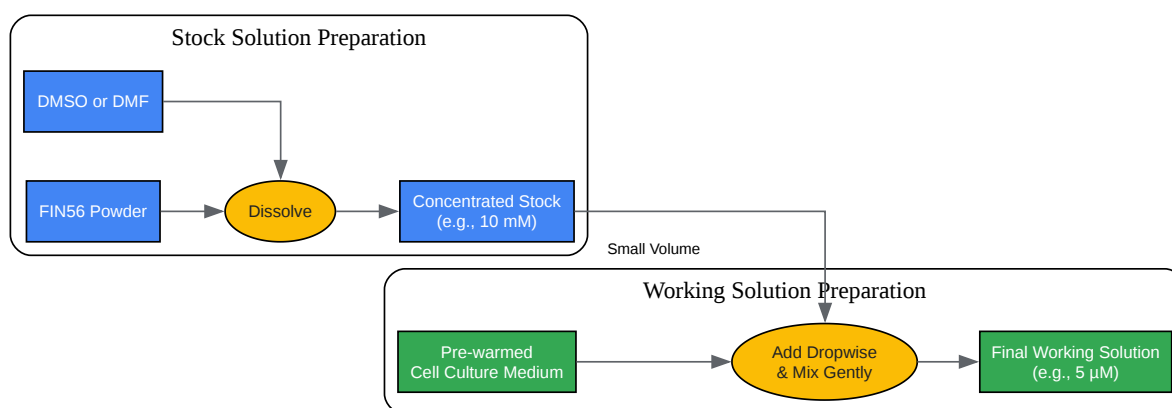 Stock Solution Preparation
DMSO or DMF
FIN56 Powder
Dissolve
Concentrated Stock
(e.g., 10 mM)
Small Volume
Working Solution Preparation
Pre-warmed
Cell Culture Medium
Add Dropwise
& Mix Gently
Final Working Solution
(e.g., 5 µM)